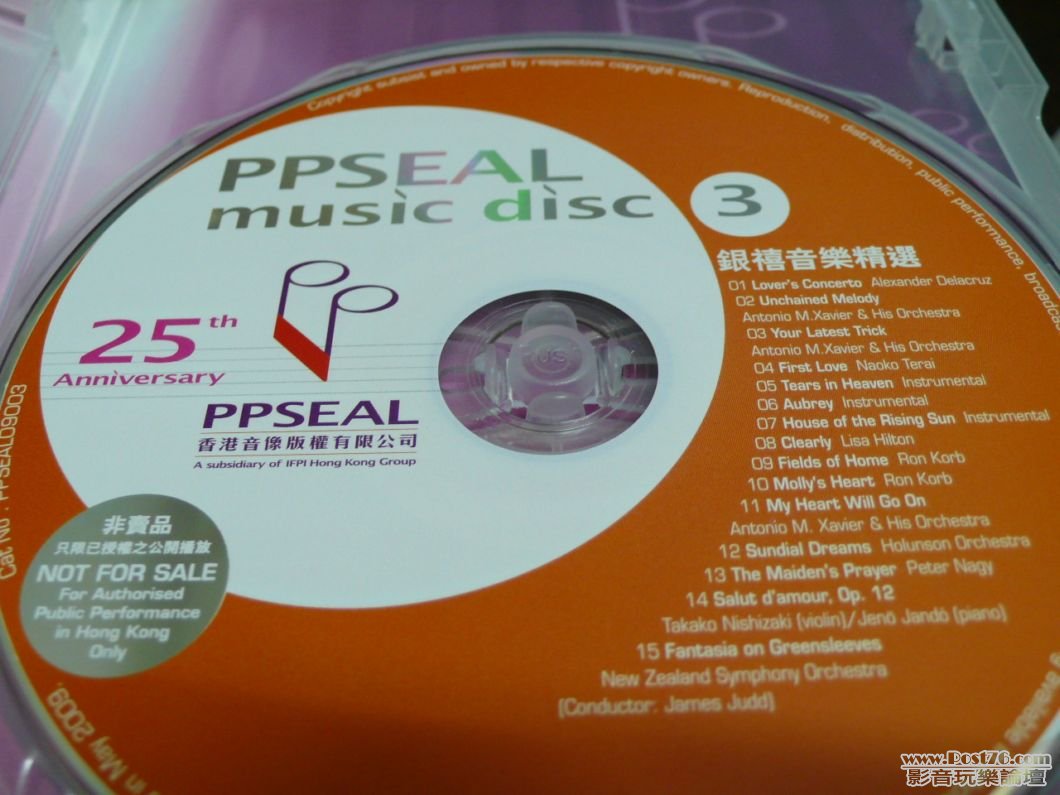 Copyright subsist and owned by respective copyright owners. Reproduction, distribution, public performance,
PPSEAL
music disc
3
25th
Anniversary
PPSEAL
香港音像版權有限公司
A subsidiary of IFPI Hong Kong Group
銀禧音樂精選
01 Lover's Concerto Alexander Delacruz
02 Unchained Melody
Antonio M.Xavier & His Orchestra
03 Your Latest Trick
Antonio M.Xavier & His Orchestra
04 First Love Naoko Terai
05 Tears in Heaven Instrumental
06 Aubrey Instrumental
07 House of the Rising Sun Instrumental
08 Clearly Lisa Hilton
09 Fields of Home Ron Korb
10 Molly's Heart Ron Korb
11 My Heart Will Go On
Antonio M. Xavier & His Orchestra
12 Sundial Dreams Holunson Orchestra
13 The Maiden's Prayer Peter Nagy
14 Salut d'amour, Op. 12
Takako Nishizaki (violin)/Jenö Jandó (piano)
15 Fantasia on Greensleeves
New Zealand Symphony Orchestra
(Conductor: James Judd)
Cat No : PPSEAL09003
非賣品
只限已授權之公開播放
NOT FOR SALE
For Authorised
Public Performance
in Hong Kong
Only
in May 2009,
www.Post76.com
影音玩樂論壇